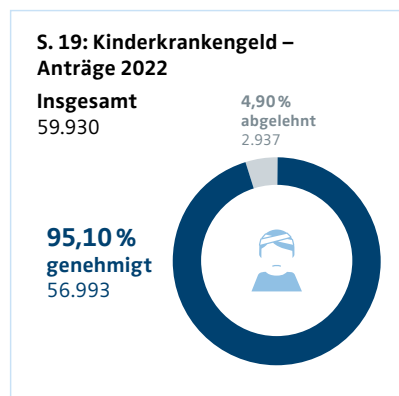 S. 19: Kinderkrankengeld –
Anträge 2022
Insgesamt
59.930
4,90 %
abgelehnt
2.937
95,10 %
genehmigt
56.993